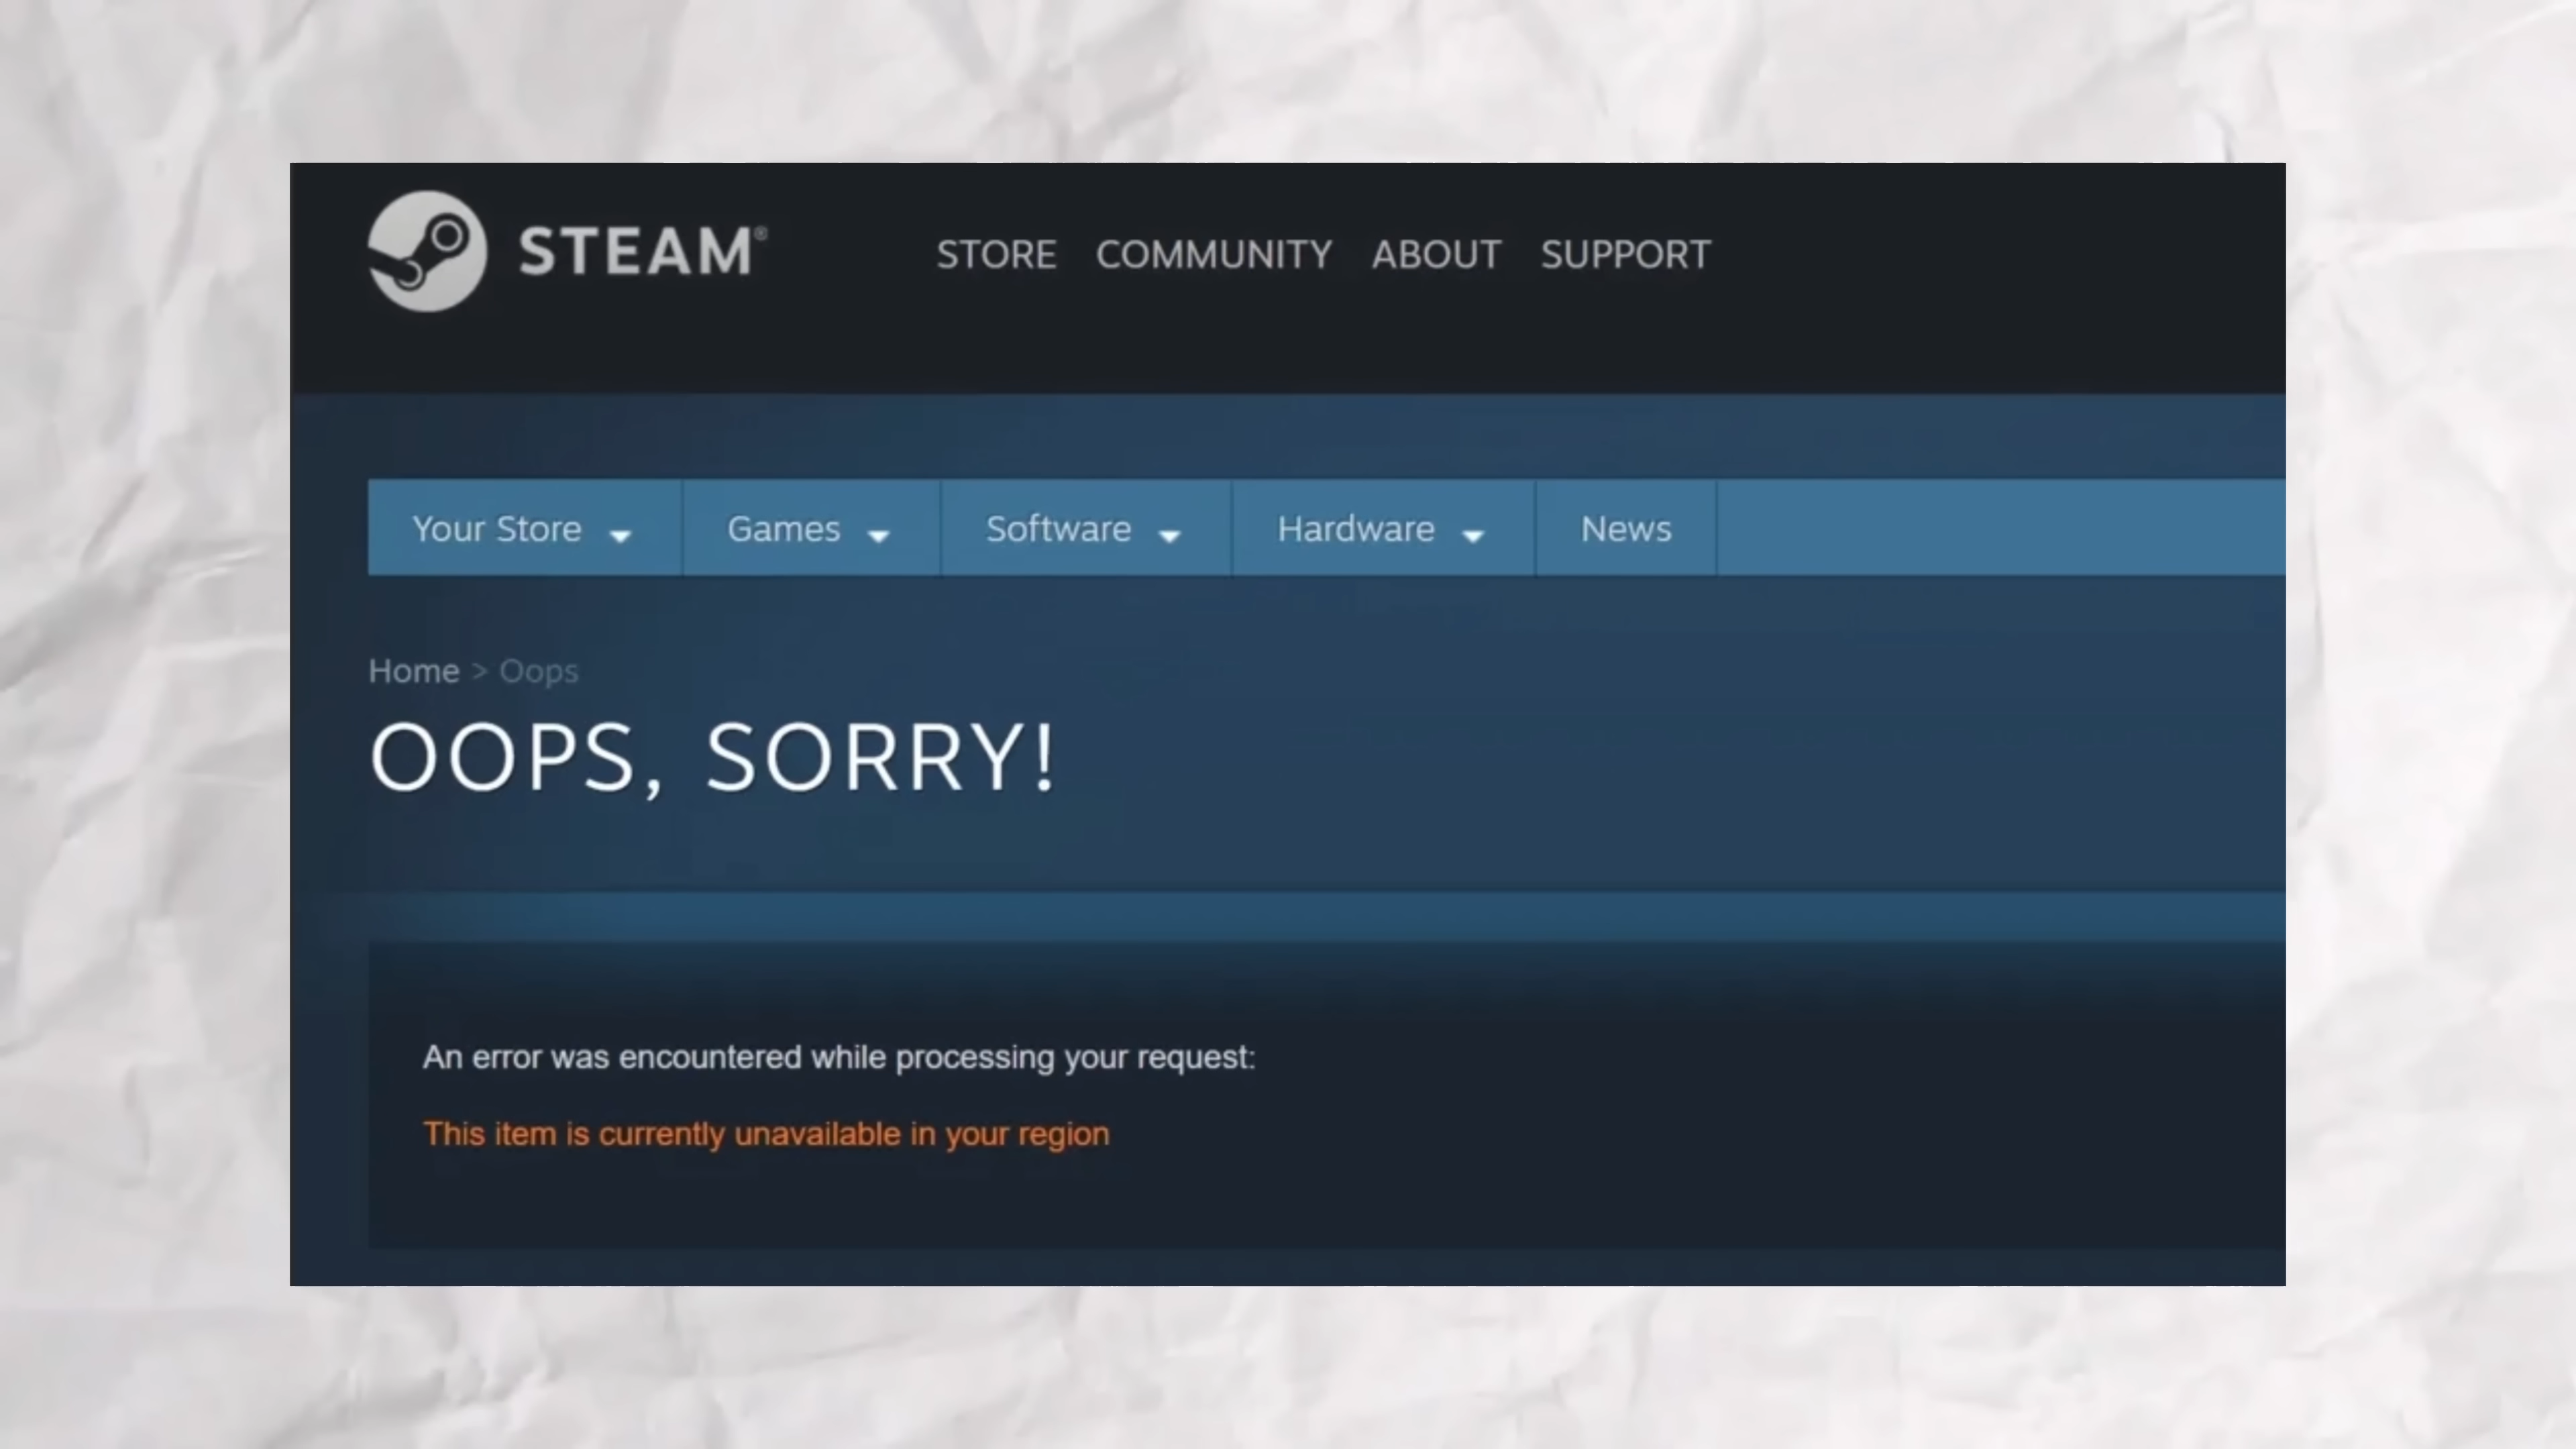 STEAM®
STORE COMMUNITY ABOUT SUPPORT
Your Store Games Software Hardware News
Home > Oops
OOPS, SORRY!
An error was encountered while processing your request:
This item is currently unavailable in your region